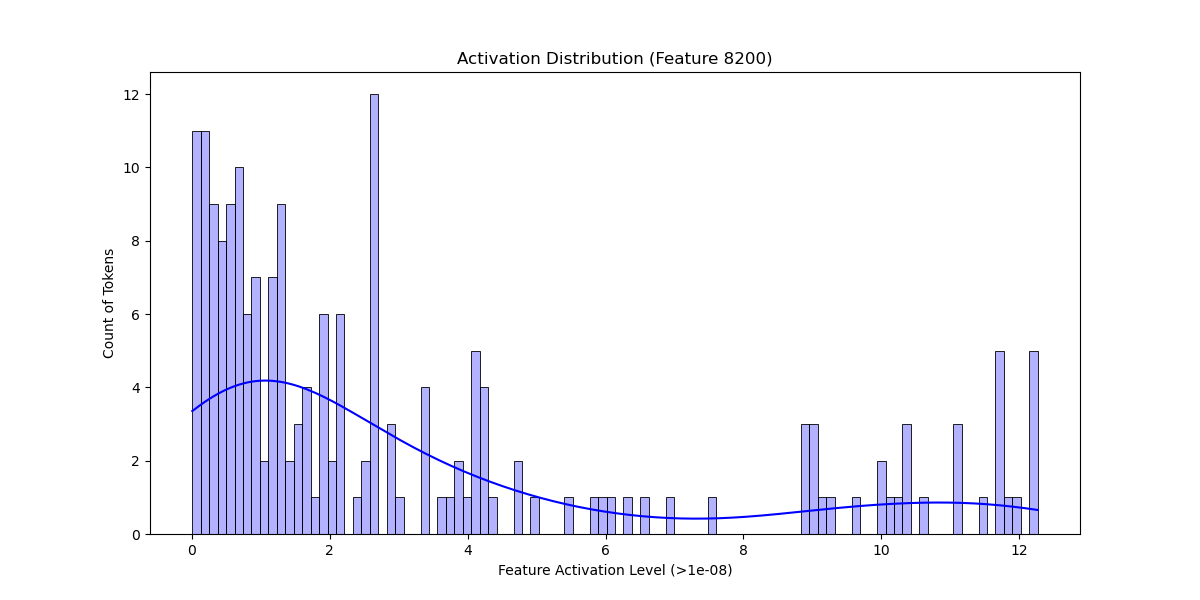 Activation Distribution (Feature 8200)
12
10
8
6
4
2
0
Count of Tokens
0 2 4 6 8 10 12
Feature Activation Level (>1e-08)